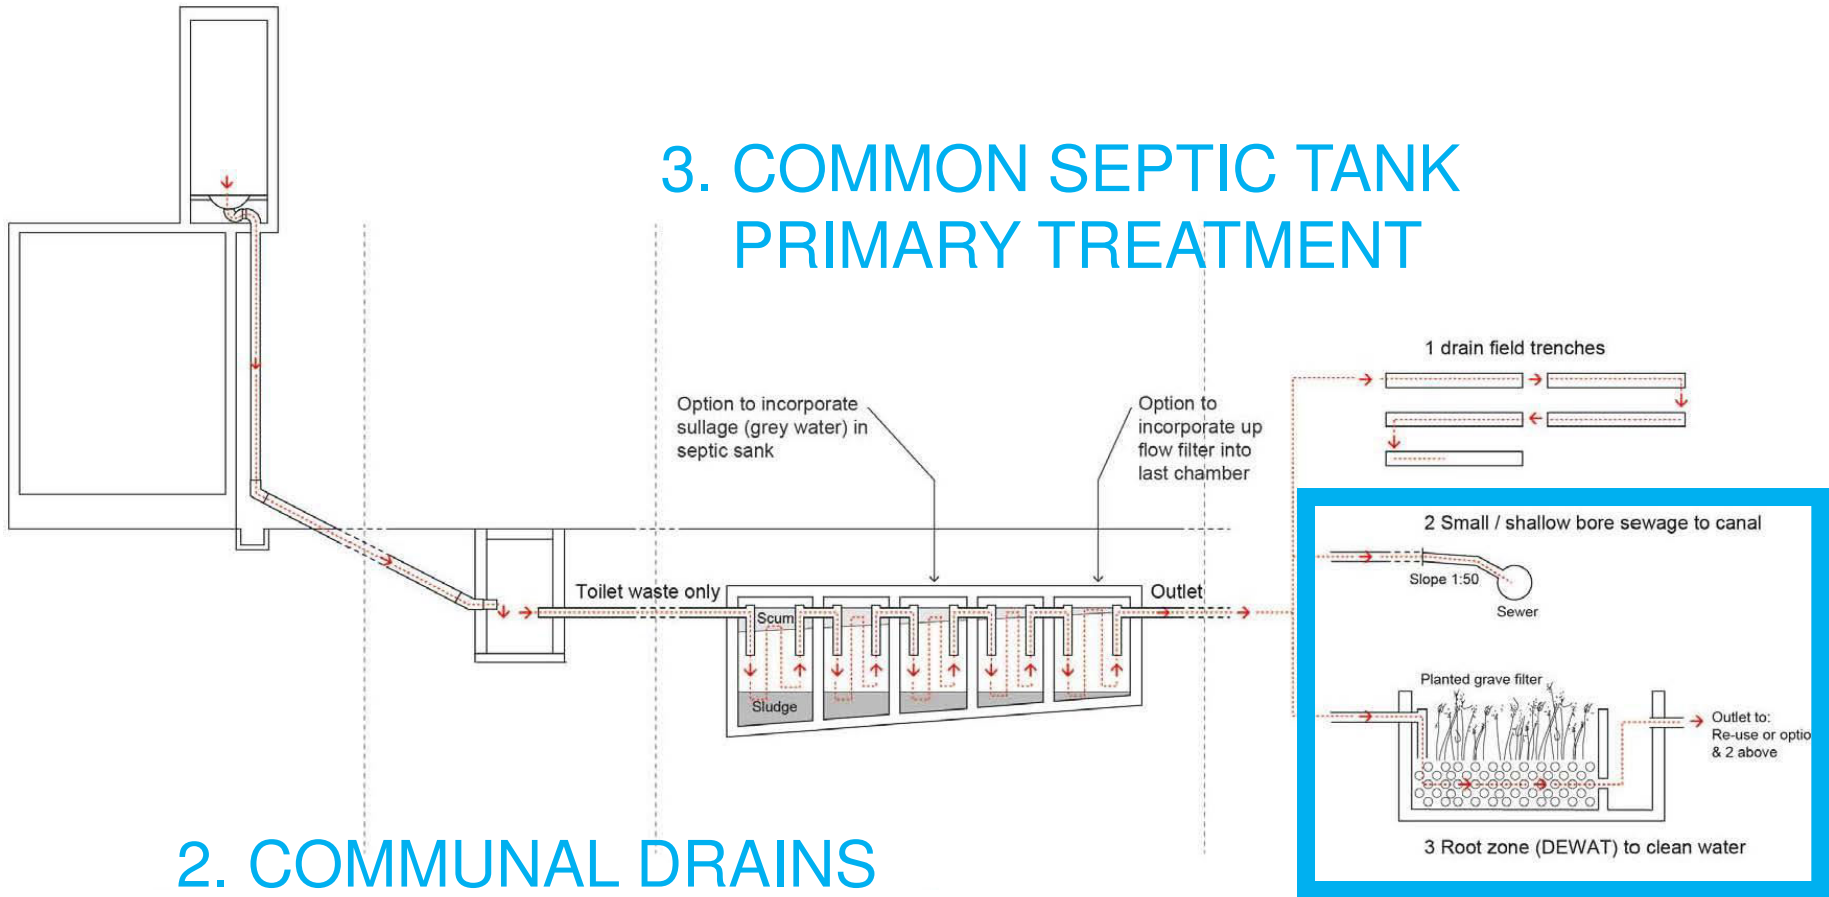 3. COMMON SEPTIC TANK
PRIMARY TREATMENT
1 drain field trenches
Option to incorporate
sullage (grey water) in
septic sank
Option to
incorporate up
flow filter into
last chamber
2 Small / shallow bore sewage to canal
Slope 1:50
Sewer
Toilet waste only
Outlet
Scum
Sludge
Planted grave filter
Outlet to:
Re-use or optio
& 2 above
3 Root zone (DEWAT) to clean water
2. COMMUNAL DRAINS